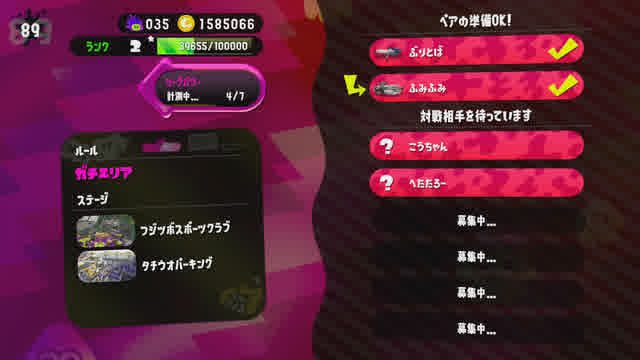 89
035
1585066
ランク
2
39855/100000
リーグパワー
計測中... 4/7
ルール
ガチエリア
ステージ
フジツボスポーツクラブ
タチウオパーキング
ペアの準備OK!
ぷりとぱ
ふみふみ
対戦相手を待っています
? こうちゃん
? へただろー
募集中...
募集中...
募集中...
募集中...